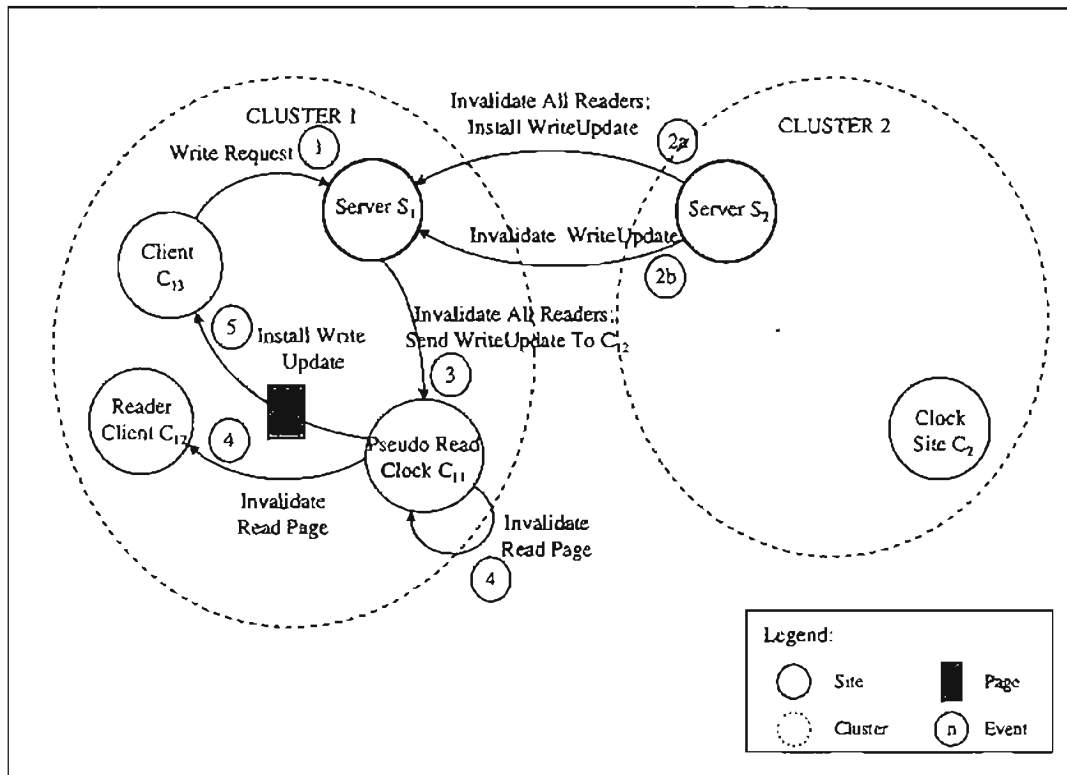 CLUSTER 1
Write Request
1
Server S₁
Invalidate All Readers;
Install WriteUpdate
2a
CLUSTER 2
Server S₂
Invalidate WriteUpdate
2b
Client
C₁₃
5
Install Write
Update
Invalidate All Readers;
Send WriteUpdate To C₁₂
3
Reader
Client C₁₂
4
Pseudo Read
Clock C₁₁
Clock
Site C₂
Invalidate
Read Page
Invalidate
Read Page
4
Legend:
Site
Page
Cluster
n
Event